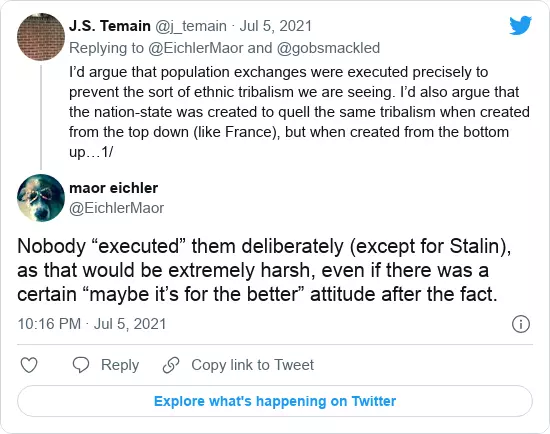 J.S. Temain @j_temain · Jul 5, 2021
Replying to @EichlerMaor and @gobsmackled
I’d argue that population exchanges were executed precisely to
prevent the sort of ethnic tribalism we are seeing. I’d also argue that
the nation-state was created to quell the same tribalism when created
from the top down (like France), but when created from the bottom
up…1/
maor eichler
@EichlerMaor
Nobody “executed” them deliberately (except for Stalin),
as that would be extremely harsh, even if there was a
certain “maybe it’s for the better” attitude after the fact.
10:16 PM · Jul 5, 2021
Reply Copy link to Tweet
Explore what's happening on Twitter